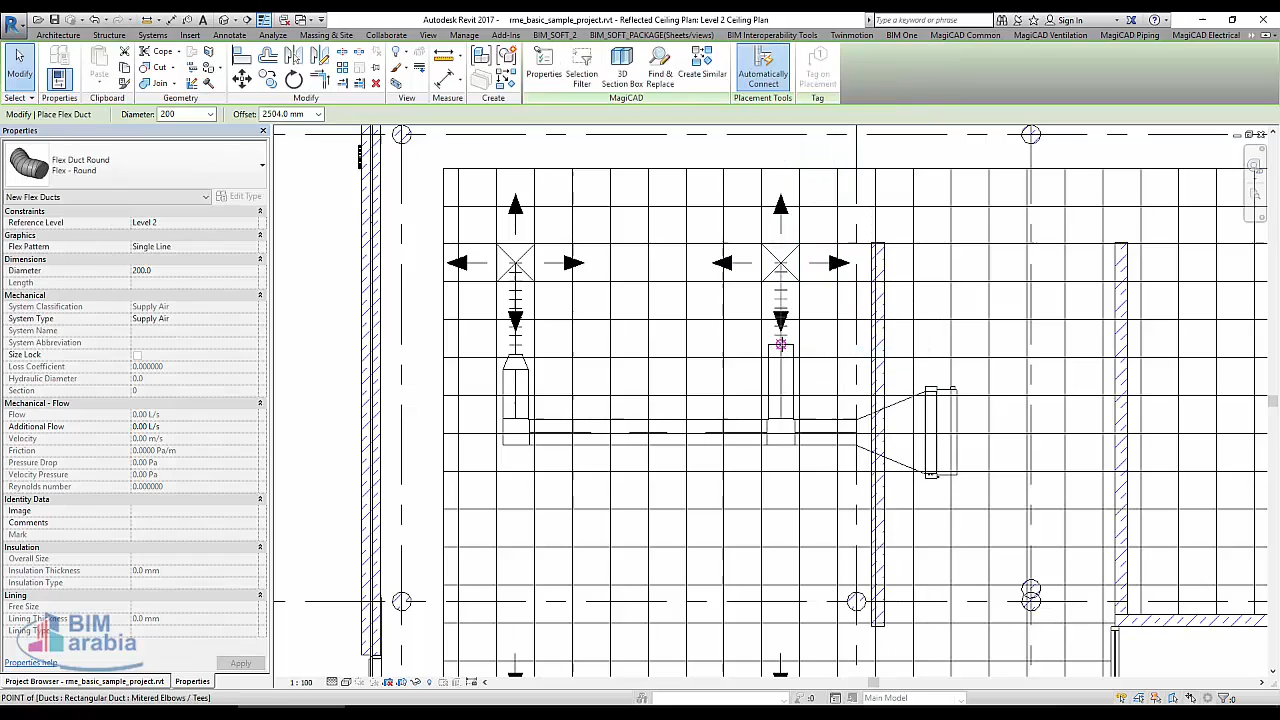 Autodesk Revit 2017 - rme_basic_sample_project.rvt - Reflected Ceiling Plan: Level 2 Ceiling Plan
Type a keyword or phrase
Sign In
Architecture Structure Systems Insert Annotate Analyze Massing & Site Collaborate View Manage Add-Ins BIM_SOFT_2 BIM_SOFT_PACKAGE(Sheets/views) BIM Interoperability Tools Twinmotion BIM One MagiCAD Common MagiCAD Ventilation MagiCAD Piping MagiCAD Electrical
Modify
Paste
Cope
Cut
Join
Properties
Selection Filter
3D Section Box
Find & Replace
Create Similar
Automatically Connect
Tag on Placement
Select Properties Clipboard Geometry Modify View Measure Create MagiCAD Placement Tools Tag
Modify | Place Flex Duct Diameter: 200 Offset: 2504.0 mm
Properties
Flex Duct Round
Flex - Round
New Flex Ducts Edit Type
Constraints
Reference Level Level 2
Graphics
Flex Pattern Single Line
Dimensions
Diameter 200.0
Length
Mechanical
System Classification Supply Air
System Type Supply Air
System Name
System Abbreviation
Size Lock
Loss Coefficient 0.000000
Hydraulic Diameter 0.0
Section 0
Mechanical - Flow
Flow 0.00 L/s
Additional Flow 0.00 L/s
Velocity 0.00 m/s
Friction 0.0000 Pa/m
Pressure Drop 0.00 Pa
Velocity Pressure 0.00 Pa
Reynolds number 0.000000
Identity Data
Image
Comments
Mark
Insulation
Overall Size
Insulation Thickness 0.0 mm
Insulation Type
Lining
Free Size
Lining Thickness 0.0 mm
Lining Type
BIM
arabia
Properties help Apply
Project Browser - rme_basic_sample_project.rvt Properties
1 : 100
POINT of [Ducts : Rectangular Duct : Mitered Elbows / Tees]
:0
Main Model
:0